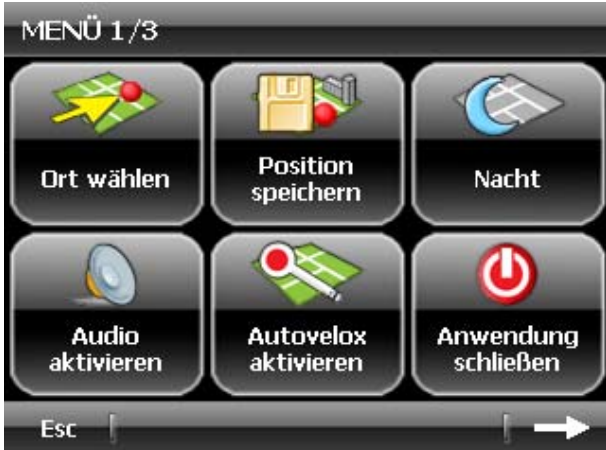 MENÜ 1/3
Ort wählen
Position
speichern
Nacht
Audio
aktivieren
Autovelox
aktivieren
Anwendung
schließen
Esc